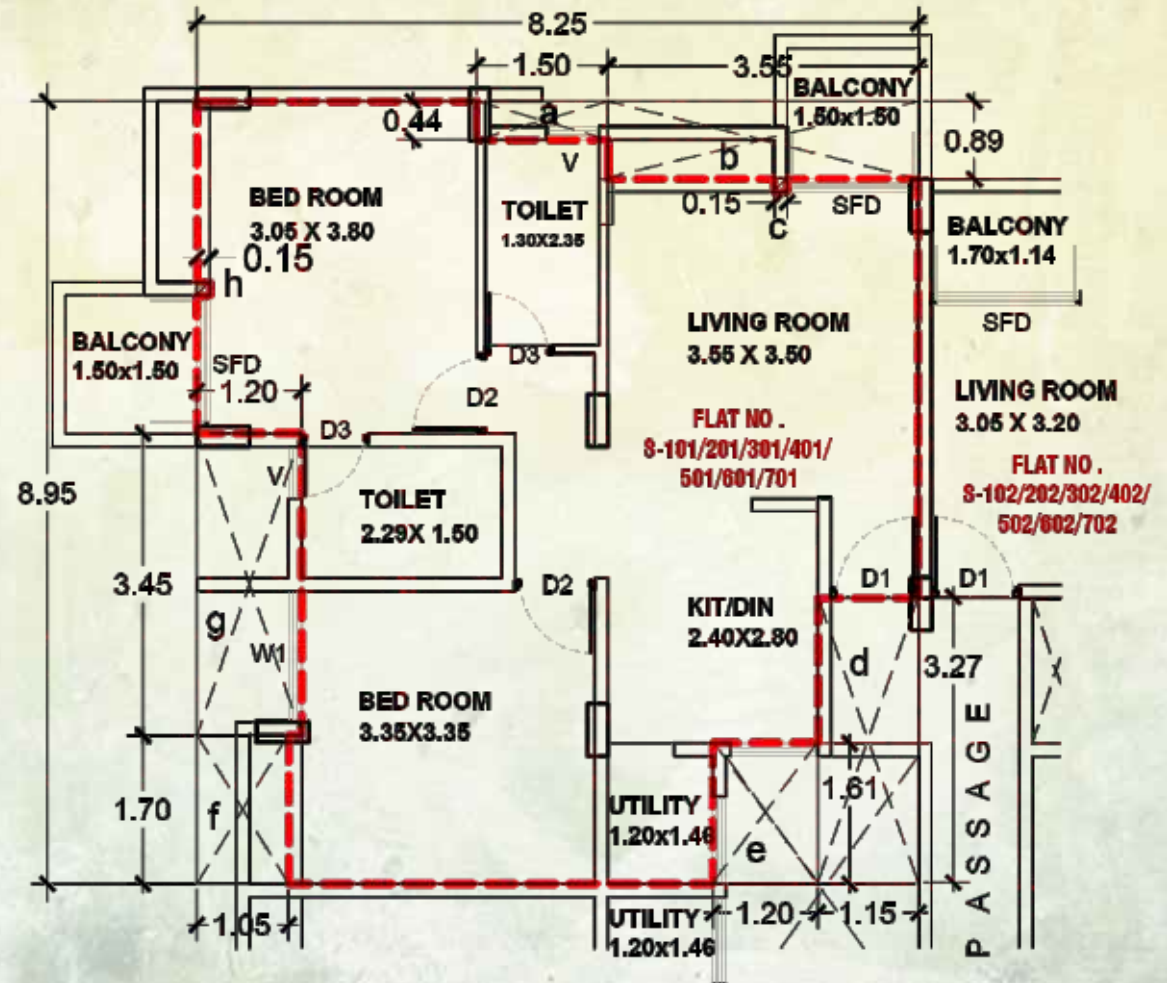 8.25
1.50
3.55
BALCONY
1.50x1.50
a
0.44
0.89
V
b
BED ROOM
3.05 X 3.80
TOILET
1.30X2.35
0.15
C
SFD
BALCONY
1.70x1.14
0.15
h
SFD
BALCONY
1.50x1.50
SFD
1.20
LIVING ROOM
3.55 X 3.50
D3
D2
LIVING ROOM
3.05 X 3.20
FLAT NO .
S-101/201/301/401/
501/601/701
D3
FLAT NO .
S-102/202/302/402/
502/602/702
V
8.95
TOILET
2.29X 1.50
3.45
D2
D1
D1
g
KIT/DIN
2.40X2.80
W1
d
3.27
BED ROOM
3.35X3.35
PASSAGE
1.70
f
UTILITY
1.20x1.46
1.61
e
1.05
UTILITY
1.20x1.46
1.20
1.15